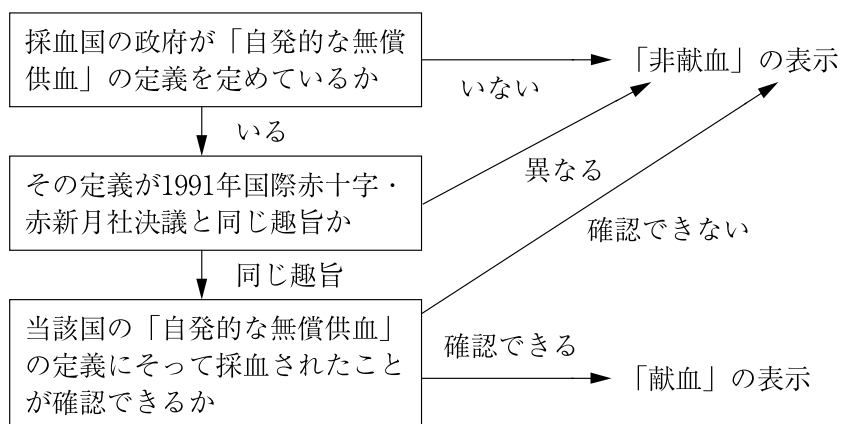 採血国の政府が「自発的な無償
供血」の定義を定めているか
いない
「非献血」の表示
いる
その定義が1991年国際赤十字・
赤新月社決議と同じ趣旨か
異なる
確認できない
同じ趣旨
当該国の「自発的な無償供血」
の定義にそって採血されたこと
が確認できるか
確認できる
「献血」の表示